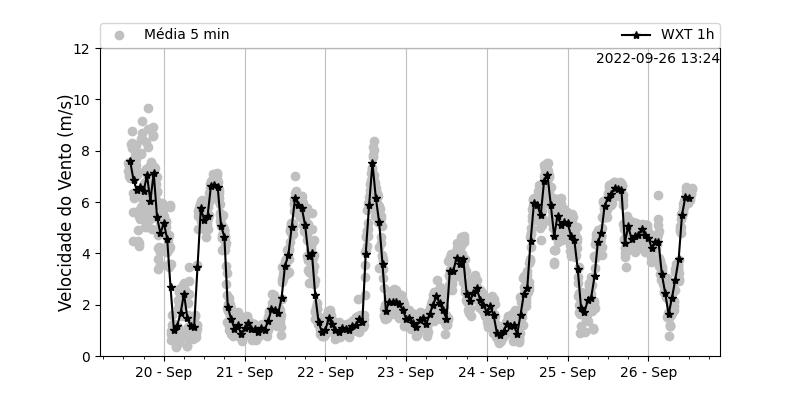 Média 5 min
WXT 1h
2022-09-26 13:24
Velocidade do Vento (m/s)
12
10
8
6
4
2
0
20 - Sep
21 - Sep
22 - Sep
23 - Sep
24 - Sep
25 - Sep
26 - Sep